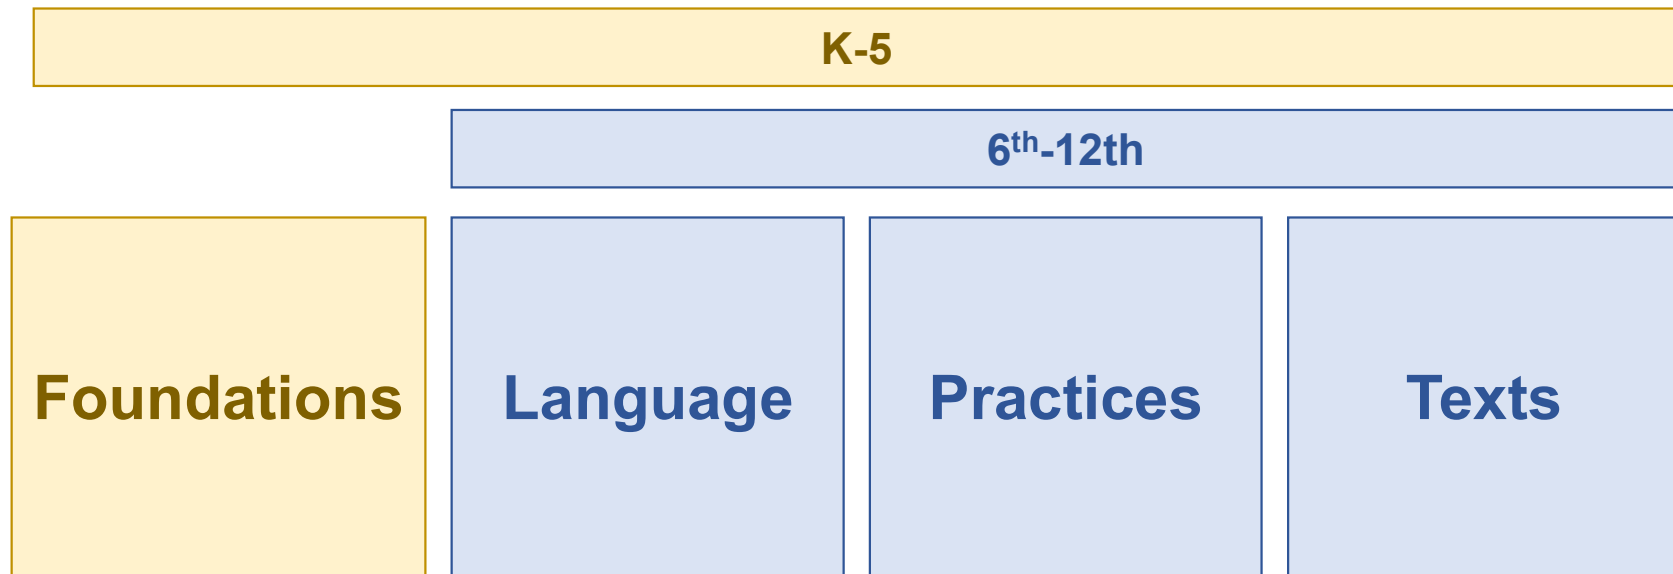 K-5
6th-12th
Foundations
Language
Practices
Texts